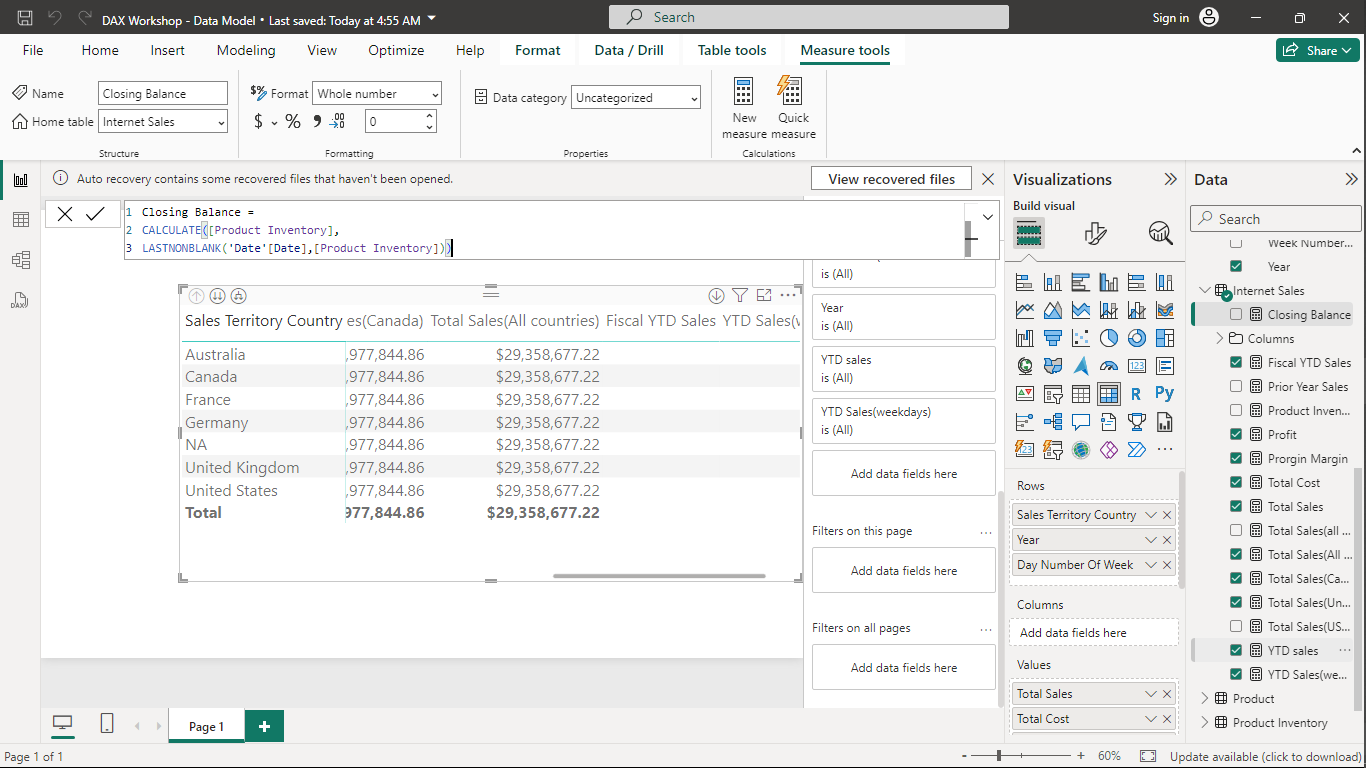 DAX Workshop - Data Model • Last saved: Today at 4:55 AM
Search
Sign in
File Home Insert Modeling View Optimize Help Format Data / Drill Table tools Measure tools
Share
Name Closing Balance
Home table Internet Sales
Structure
Format Whole number
$ % , .00 0
Formatting
Data category Uncategorized
Properties
New measure
Quick measure
Calculations
Auto recovery contains some recovered files that haven't been opened.
View recovered files
1 Closing Balance =
2 CALCULATE([Product Inventory],
3 LASTNONBLANK('Date'[Date],[Product Inventory]))
Sales Territory Country es(Canada) Total Sales(All countries) Fiscal YTD Sales YTD Sales(
Australia ,977,844.86 $29,358,677.22
Canada ,977,844.86 $29,358,677.22
France ,977,844.86 $29,358,677.22
Germany ,977,844.86 $29,358,677.22
NA ,977,844.86 $29,358,677.22
United Kingdom ,977,844.86 $29,358,677.22
United States ,977,844.86 $29,358,677.22
Total 977,844.86 $29,358,677.22
is (All)
Year
is (All)
YTD sales
is (All)
YTD Sales(weekdays)
is (All)
Add data fields here
Filters on this page
Add data fields here
Filters on all pages
Add data fields here
Visualizations
Build visual
123
R Py
123
Rows
Sales Territory Country
Year
Day Number Of Week
Columns
Add data fields here
Values
Total Sales
Total Cost
Data
Search
Week Number...
Year
Internet Sales
Closing Balance
Columns
Fiscal YTD Sales
Prior Year Sales
Product Inven...
Profit
Prorgin Margin
Total Cost
Total Sales
Total Sales(all ...
Total Sales(All ...
Total Sales(Ca...
Total Sales(Un...
Total Sales(US...
YTD sales
YTD Sales(we...
Product
Product Inventory
DAX
Page 1
Page 1 of 1
- + 60%
Update available (click to download)